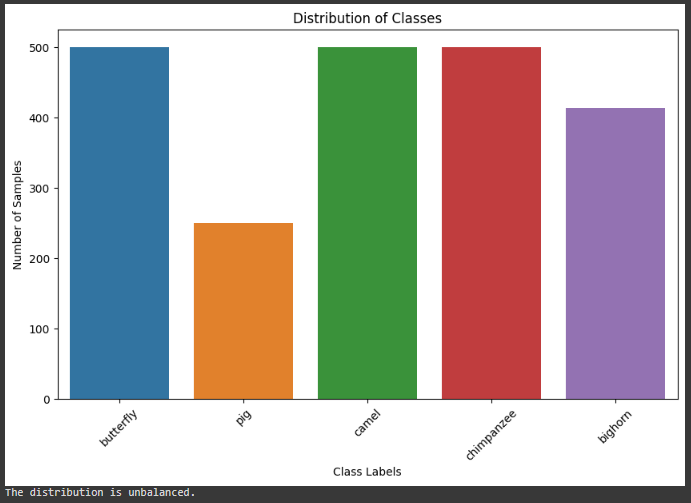 Distribution of Classes
Number of Samples
500
400
300
200
100
0
butterfly
pig
camel
chimpanzee
bighorn
Class Labels
The distribution is unbalanced.